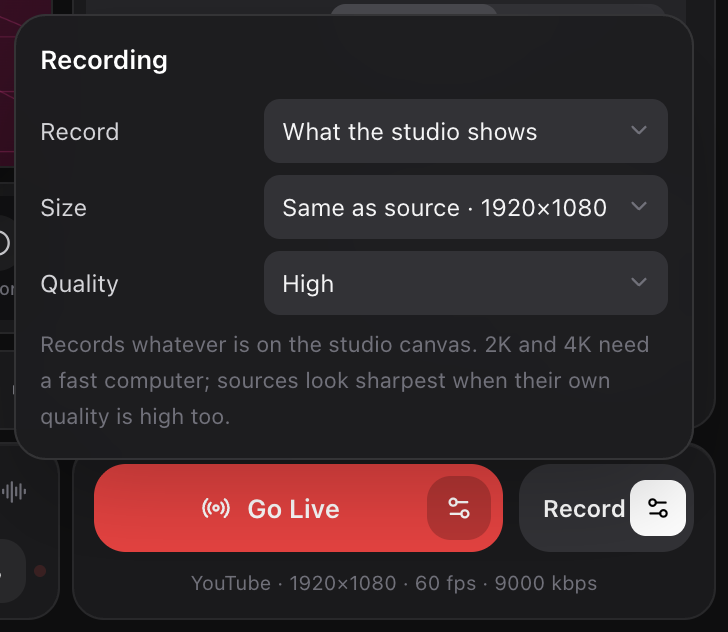 Recording
Record
What the studio shows
Size
Same as source · 1920×1080
Quality
High
Records whatever is on the studio canvas. 2K and 4K need
a fast computer; sources look sharpest when their own
quality is high too.
Go Live
Record
YouTube · 1920×1080 · 60 fps · 9000 kbps